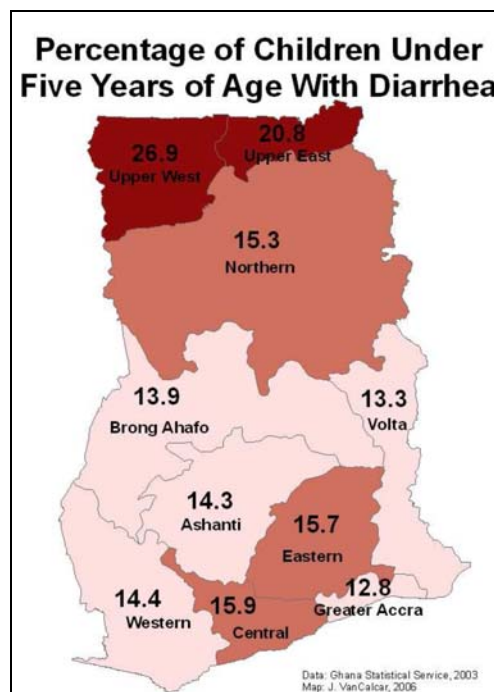 Percentage of Children Under
Five Years of Age With Diarrhea
26.9
Upper West
20.8
Upper East
15.3
Northern
13.9
Brong Ahafo
13.3
Volta
14.3
Ashanti
15.7
Eastern
14.4
Western
15.9
Central
12.8
Greater Accra
Data: Ghana Statistical Service, 2003
Map: J. VanCalcar, 2006